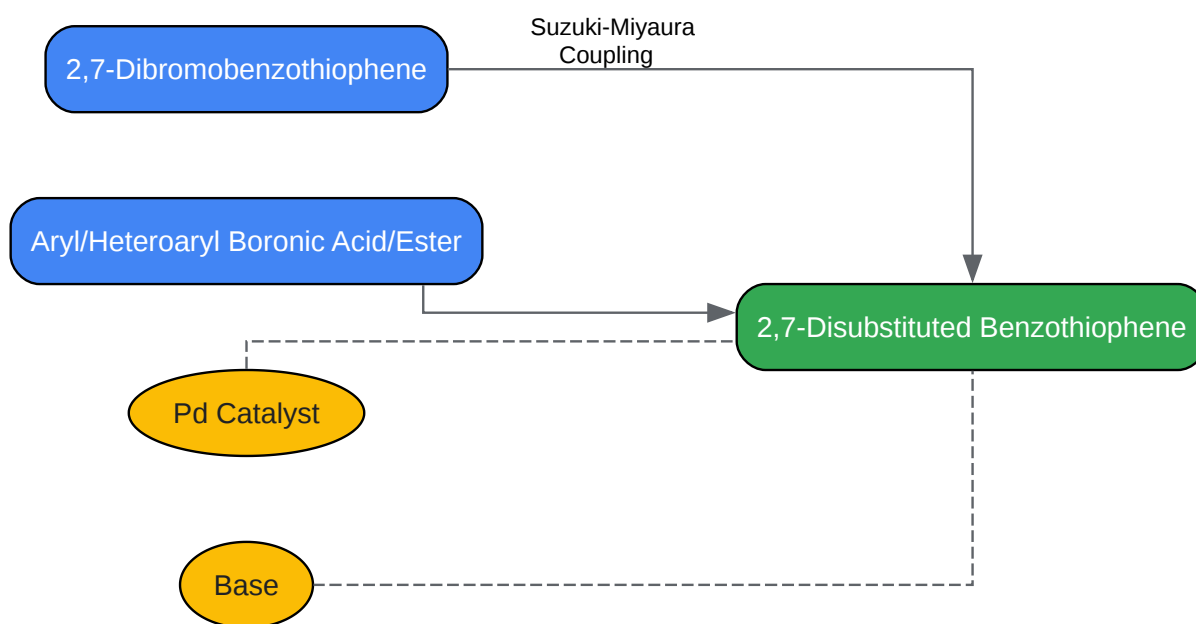 Suzuki-Miyaura
Coupling
2,7-Dibromobenzothiophene
Aryl/Heteroaryl Boronic Acid/Ester
2,7-Disubstituted Benzothiophene
Pd Catalyst
Base